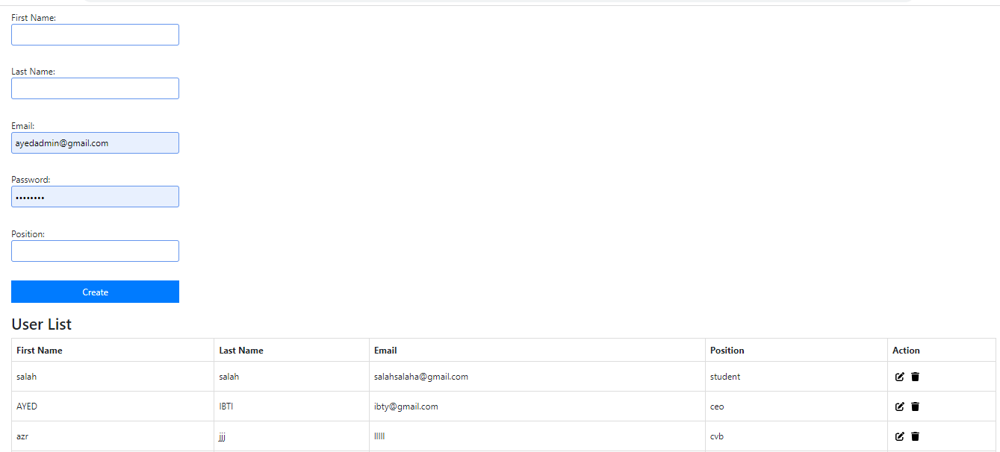 First Name:
Last Name:
Email:
ayedadmin@gmail.com
Password:
••••••••
Position:
Create
User List
First Name Last Name Email Position Action
salah salah salahsalaha@gmail.com student
AYED IBTI ibty@gmail.com ceo
azr jjj lllll cvb